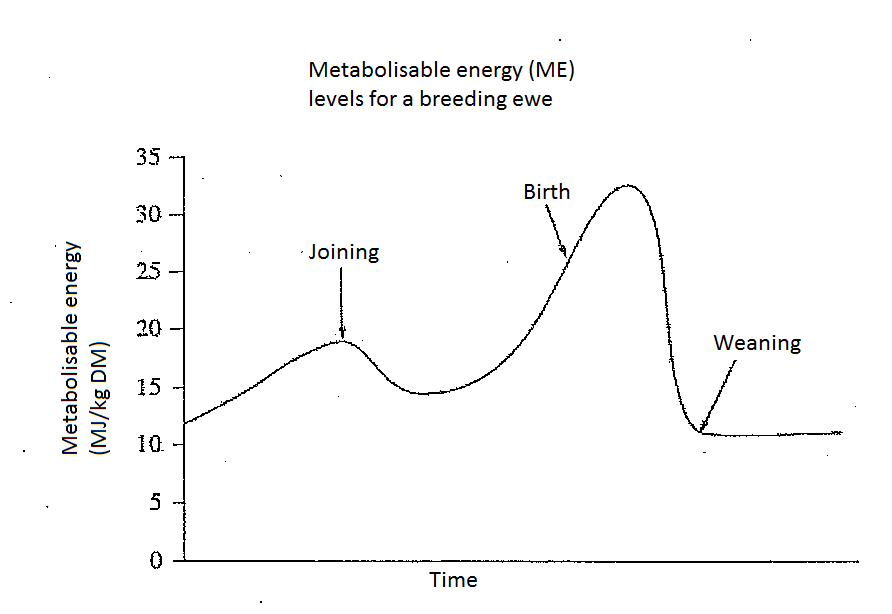 Metabolisable energy (ME)
levels for a breeding ewe
35
30
25
20
15
10
5
0
Metabolisable energy
(MJ/kg DM)
Joining
Birth
Weaning
Time